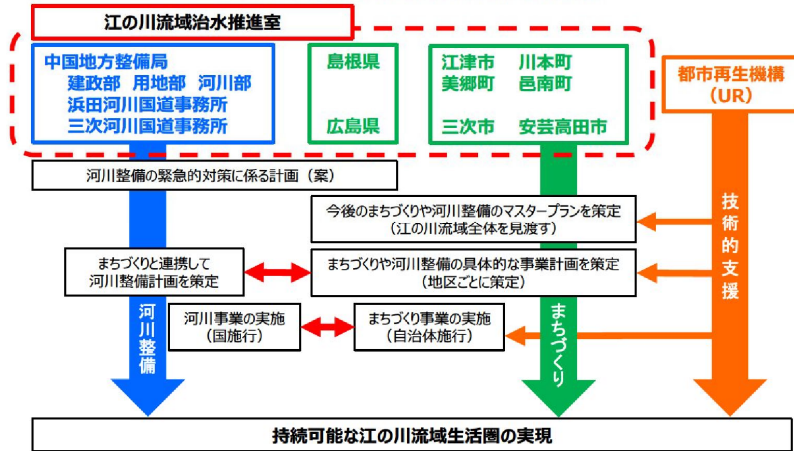 江の川流域治水推進室
中国地方整備局
建政部 用地部 河川部
浜田河川国道事務所
三次河川国道事務所
島根県
広島県
江津市 川本町
美郷町 邑南町
三次市 安芸高田市
都市再生機構
（UR）
河川整備の緊急的対策に係る計画（案）
今後のまちづくりや河川整備のマスタープランを策定
（江の川流域全体を見渡す）
まちづくりと連携して
河川整備計画を策定
まちづくりや河川整備の具体的な事業計画を策定
（地区ごとに策定）
河川事業の実施
（国施行）
まちづくり事業の実施
（自治体施行）
河川整備
まちづくり
技術的支援
持続可能な江の川流域生活圏の実現